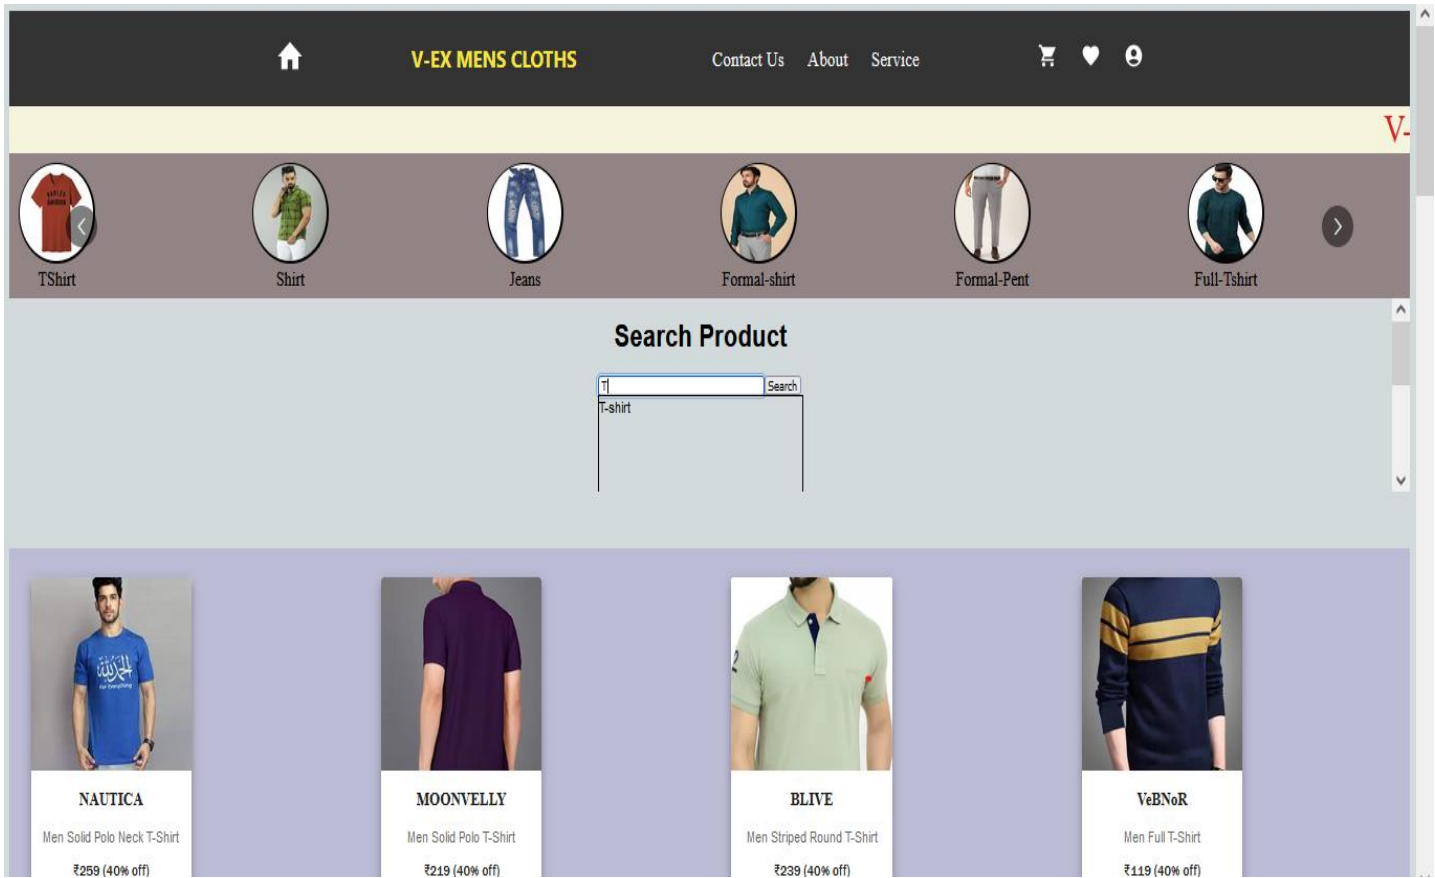 V-EX MENS CLOTHS
Contact Us About Service
V-
TShirt Shirt Jeans Formal-shirt Formal-Pent Full-Tshirt
Search Product
T Search
T-shirt
For Everything
NAUTICA MOONVELLY BLIVE VeBNoR
Men Solid Polo Neck T-Shirt Men Solid Polo T-Shirt Men Striped Round T-Shirt Men Full T-Shirt
₹259 (40% off) ₹219 (40% off) ₹239 (40% off) ₹119 (40% off)